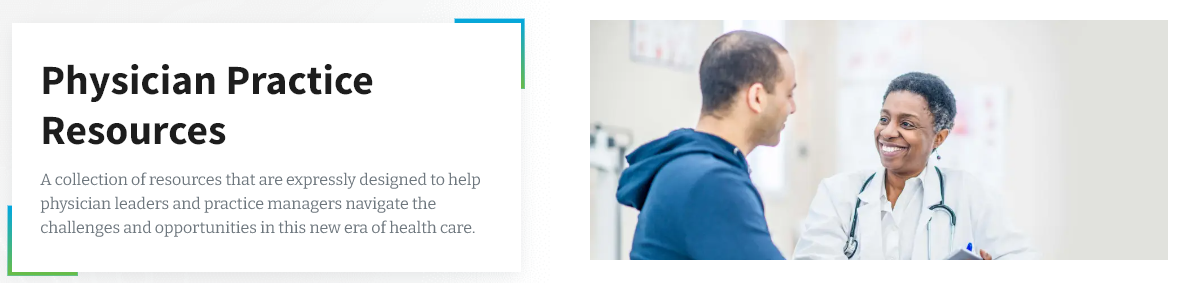 Physician Practice
Resources
A collection of resources that are expressly designed to help
physician leaders and practice managers navigate the
challenges and opportunities in this new era of health care.